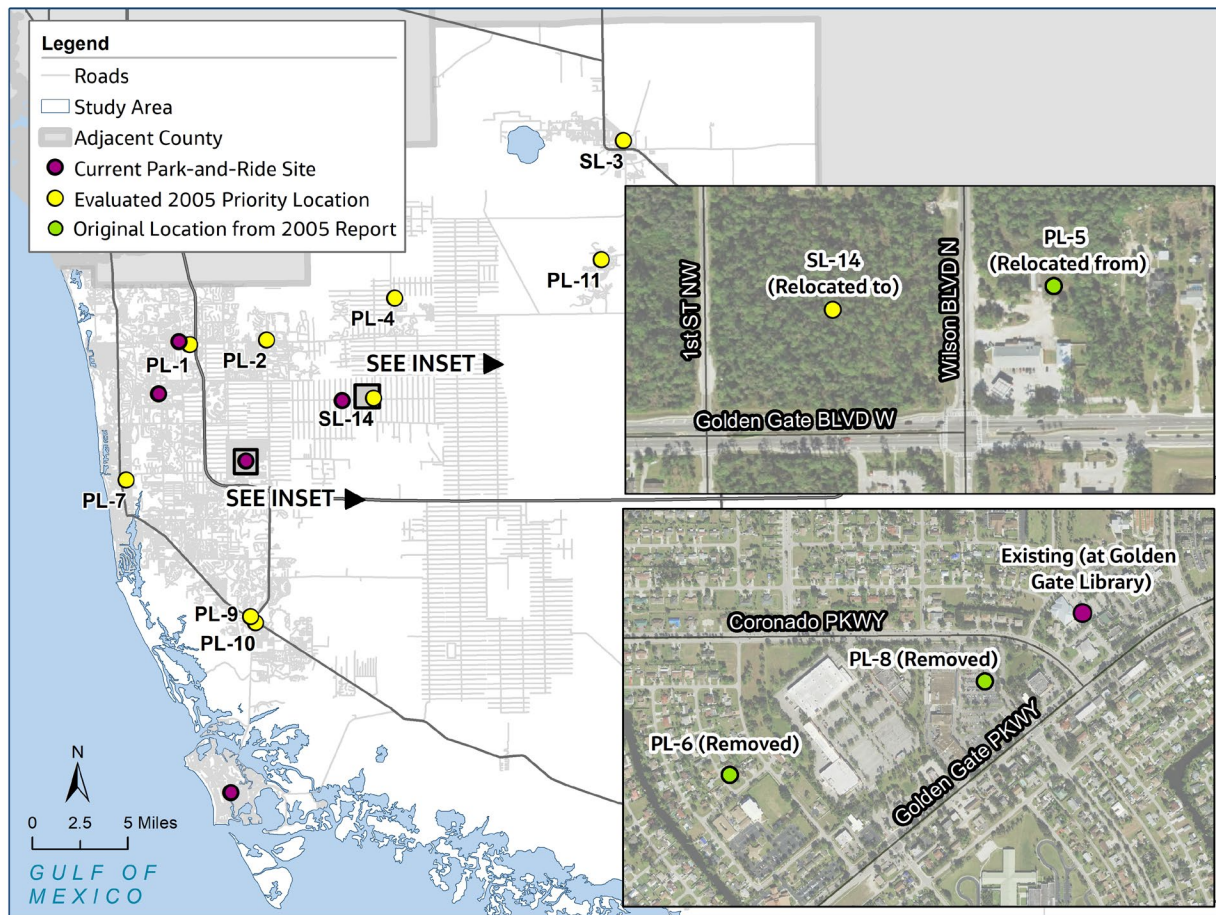 Legend
Roads
Study Area
Adjacent County
Current Park-and-Ride Site
Evaluated 2005 Priority Location
Original Location from 2005 Report
SL-3
PL-11
PL-4
PL-1
PL-2
SEE INSET
SL-14
PL-7
SEE INSET
PL-9
PL-10
N
0 2.5 5 Miles
GULF OF
MEXICO
1st ST NW
SL-14
(Relocated to)
Wilson BLVD N
PL-5
(Relocated from)
Golden Gate BLVD W
Existing (at Golden
Gate Library)
Coronado PKWY
PL-8 (Removed)
PL-6 (Removed)
Golden Gate PKWY